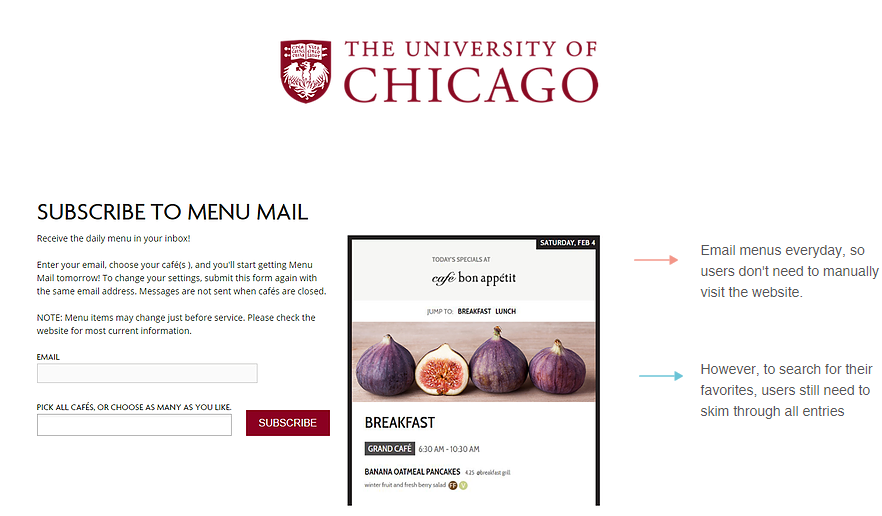 THE UNIVERSITY OF
CHICAGO
SUBSCRIBE TO MENU MAIL
Receive the daily menu in your inbox!
Enter your email, choose your café(s ), and you'll start getting Menu
Mail tomorrow! To change your settings, submit this form again with
the same email address. Messages are not sent when cafés are closed.
NOTE: Menu items may change just before service. Please check the
website for most current information.
EMAIL
PICK ALL CAFÉS, OR CHOOSE AS MANY AS YOU LIKE.
SUBSCRIBE
SATURDAY, FEB 4
TODAY'S SPECIALS AT
café bon appétit
JUMP TO: BREAKFAST LUNCH
BREAKFAST
GRAND CAFÉ 6:30 AM - 10:30 AM
BANANA OATMEAL PANCAKES 4.25 @breakfast grill
winter fruit and fresh berry salad FF V
Email menus everyday, so
users don't need to manually
visit the website.
However, to search for their
favorites, users still need to
skim through all entries